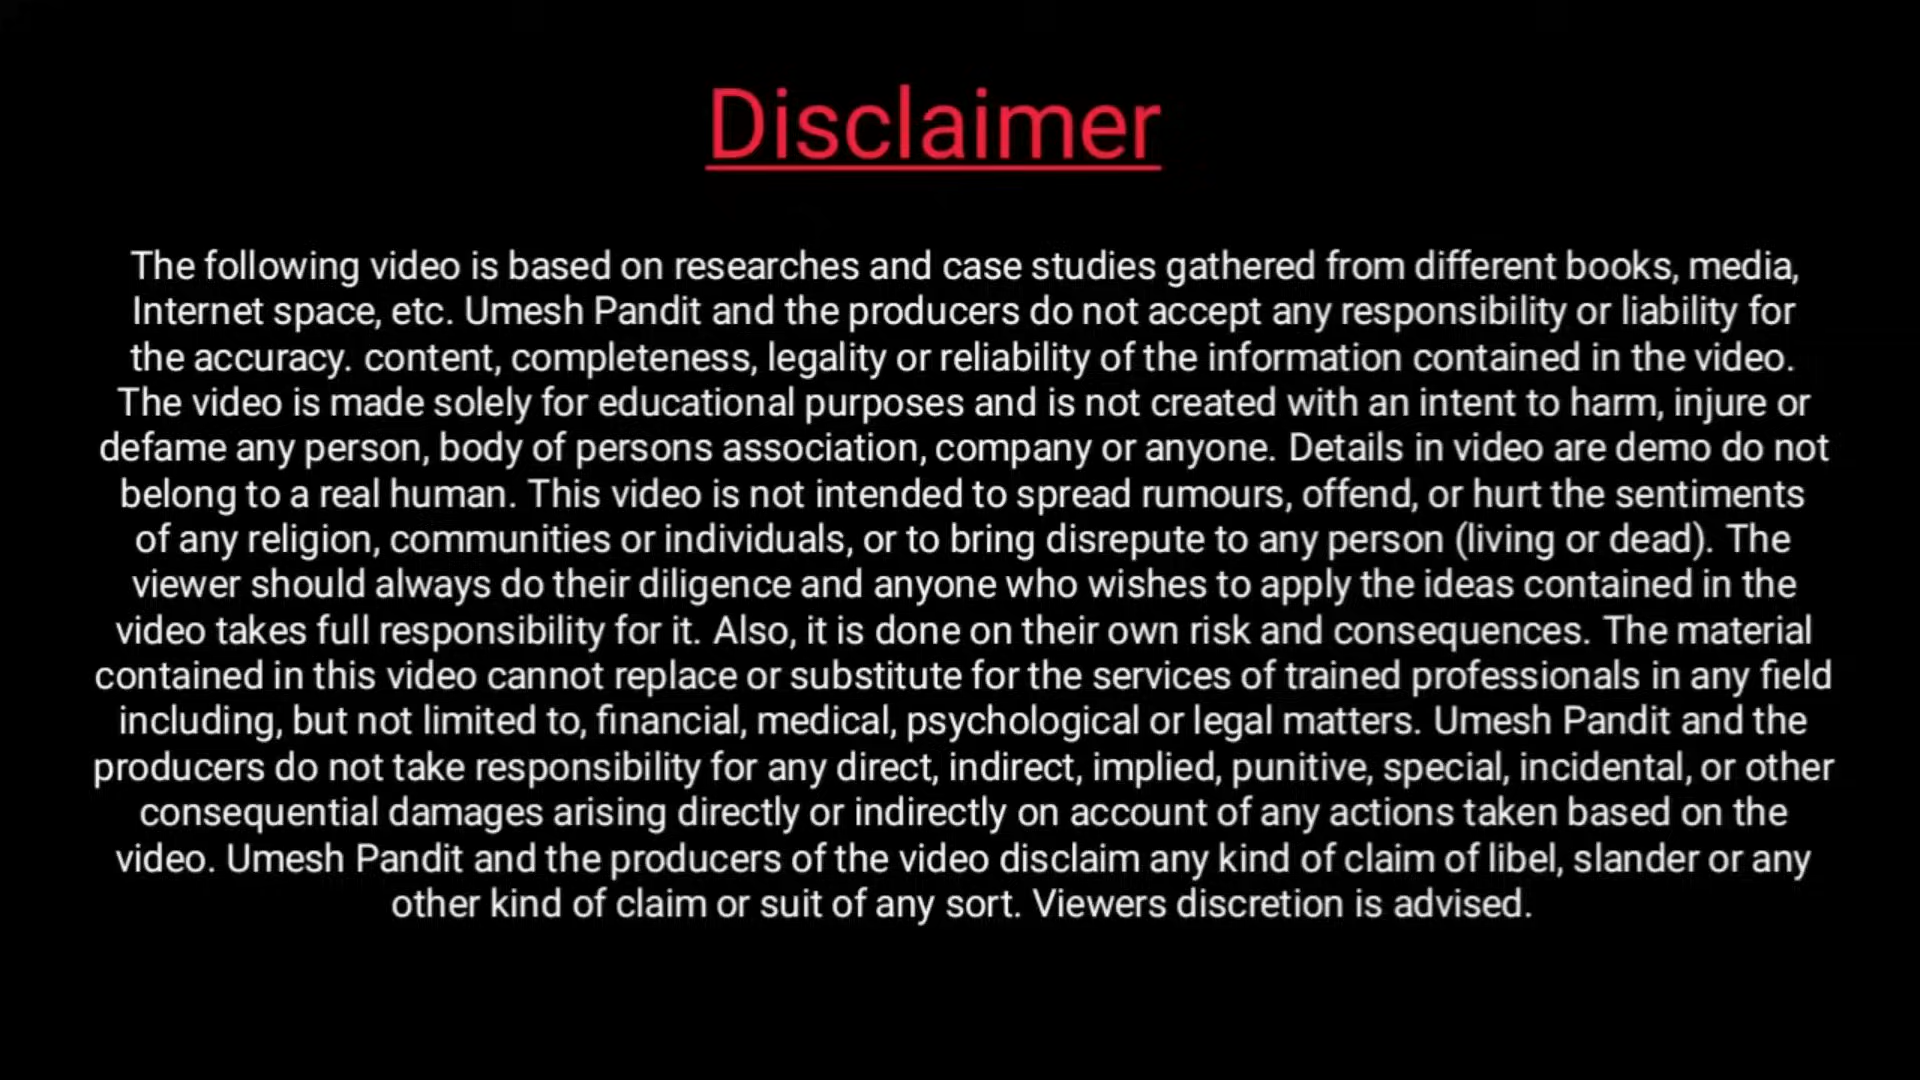 Disclaimer
The following video is based on researches and case studies gathered from different books, media,
Internet space, etc. Umesh Pandit and the producers do not accept any responsibility or liability for
the accuracy. content, completeness, legality or reliability of the information contained in the video.
The video is made solely for educational purposes and is not created with an intent to harm, injure or
defame any person, body of persons association, company or anyone. Details in video are demo do not
belong to a real human. This video is not intended to spread rumours, offend, or hurt the sentiments
of any religion, communities or individuals, or to bring disrepute to any person (living or dead). The
viewer should always do their diligence and anyone who wishes to apply the ideas contained in the
video takes full responsibility for it. Also, it is done on their own risk and consequences. The material
contained in this video cannot replace or substitute for the services of trained professionals in any field
including, but not limited to, financial, medical, psychological or legal matters. Umesh Pandit and the
producers do not take responsibility for any direct, indirect, implied, punitive, special, incidental, or other
consequential damages arising directly or indirectly on account of any actions taken based on the
video. Umesh Pandit and the producers of the video disclaim any kind of claim of libel, slander or any
other kind of claim or suit of any sort. Viewers discretion is advised.